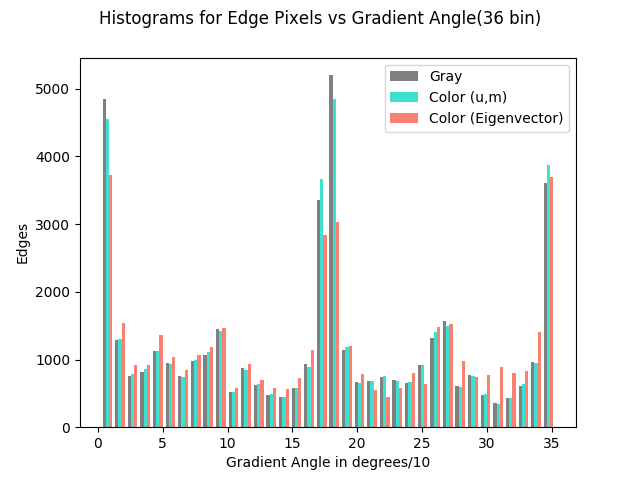 Histograms for Edge Pixels vs Gradient Angle(36 bin)
Gray
Color (u,m)
Color (Eigenvector)
5000
4000
3000
2000
1000
0
Edges
0 5 10 15 20 25 30 35
Gradient Angle in degrees/10